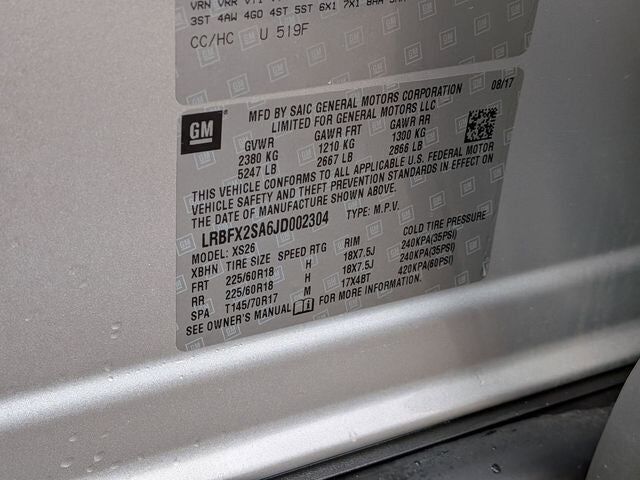 VRN VRR
3ST 4AW 4GO 4ST 5ST 6X1 7X1 8AA
CC/HC U 519F
GM
MFD BY SAIC GENERAL MOTORS CORPORATION 08/17
LIMITED FOR GENERAL MOTORS LLC
GVWR GAWR FRT GAWR RR
2380 KG 1210 KG 1300 KG
5247 LB 2667 LB 2866 LB
THIS VEHICLE CONFORMS TO ALL APPLICABLE U.S. FEDERAL MOTOR
VEHICLE SAFETY AND THEFT PREVENTION STANDARDS IN EFFECT ON
THE DATE OF MANUFACTURE SHOWN ABOVE.
LRBFX2SA6JD002304 TYPE: M.P.V.
MODEL: XS26
XBHN TIRE SIZE SPEED RTG RIM COLD TIRE PRESSURE
FRT 225/60R18 H 18X7.5J 240KPA(35PSI)
RR 225/60R18 H 18X7.5J 240KPA(35PSI)
SPA T145/70R17 M 17X4BT 420KPA(60PSI)
SEE OWNER'S MANUAL FOR MORE INFORMATION.